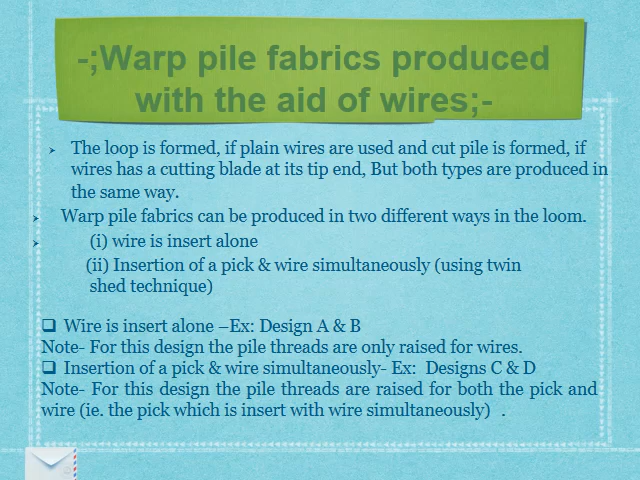 -;Warp pile fabrics produced
with the aid of wires;-
➢ The loop is formed, if plain wires are used and cut pile is formed, if
wires has a cutting blade at its tip end, But both types are produced in
the same way.
➢ Warp pile fabrics can be produced in two different ways in the loom.
➢ (i) wire is insert alone
(ii) Insertion of a pick & wire simultaneously (using twin
shed technique)
❑ Wire is insert alone –Ex: Design A & B
Note- For this design the pile threads are only raised for wires.
❑ Insertion of a pick & wire simultaneously- Ex: Designs C & D
Note- For this design the pile threads are raised for both the pick and
wire (ie. the pick which is insert with wire simultaneously) .